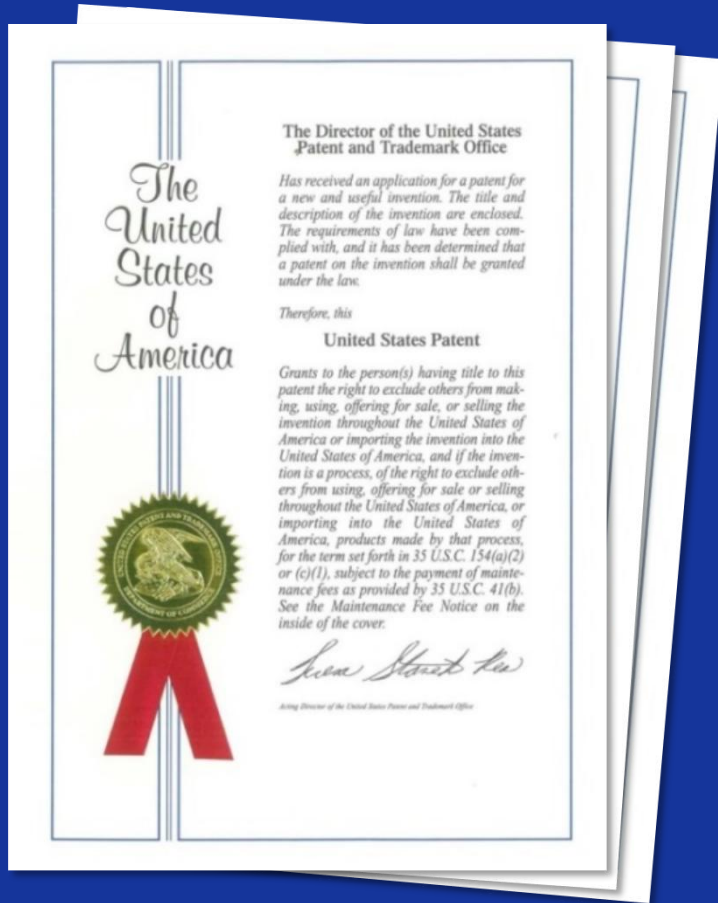 The
United
States
of
America
The Director of the United States
Patent and Trademark Office
Has received an application for a patent for
a new and useful invention. The title and
description of the invention are enclosed.
The requirements of law have been com-
plied with, and it has been determined that
a patent on the invention shall be granted
under the law.
Therefore, this
United States Patent
Grants to the person(s) having title to this
patent the right to exclude others from mak-
ing, using, offering for sale, or selling the
invention throughout the United States of
America or importing the invention into the
United States of America, and if the inven-
tion is a process, of the right to exclude oth-
ers from using, offering for sale or selling
throughout the United States of America, or
importing into the United States of
America, products made by that process,
for the term set forth in 35 U.S.C. 154(a)(2)
or (c)(1), subject to the payment of mainte-
nance fees as provided by 35 U.S.C. 41(b).
See the Maintenance Fee Notice on the
inside of the cover.
Acting Director of the United States Patent and Trademark Office
UNITED STATES PATENT AND TRADEMARK OFFICE
DEPARTMENT OF COMMERCE